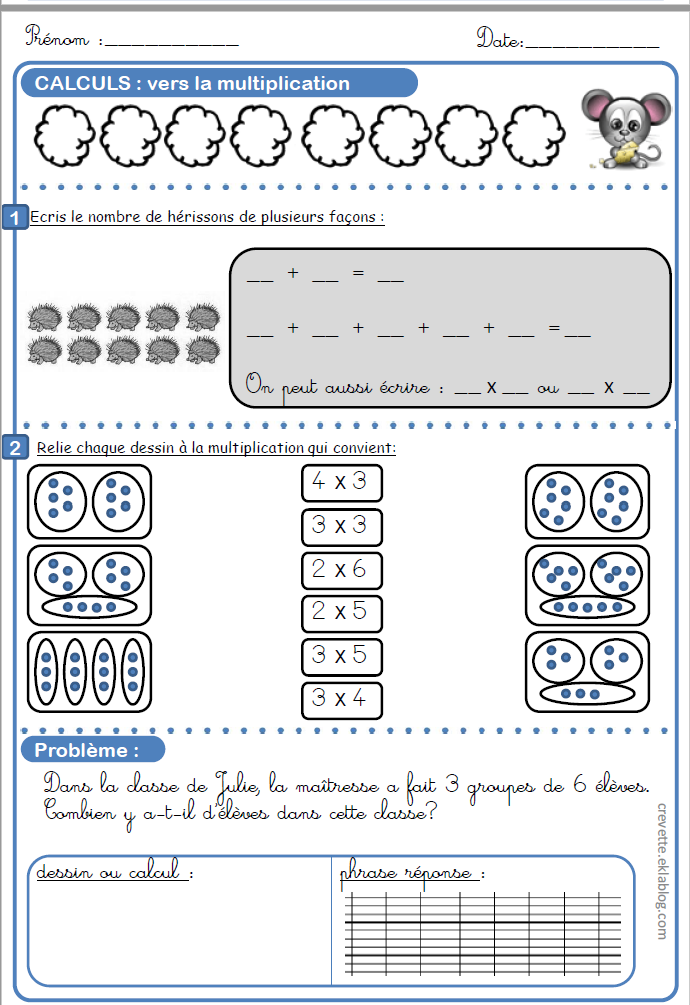 Prénom :__________ Date:__________
CALCULS : vers la multiplication
1 Ecris le nombre de hérissons de plusieurs façons :
__ + __ = __
__ + __ + __ + __ + __ = __
On peut aussi écrire : __ x __ ou __ x __
2 Relie chaque dessin à la multiplication qui convient:
4 x 3
3 x 3
2 x 6
2 x 5
3 x 5
3 x 4
Problème :
Dans la classe de Julie, la maîtresse a fait 3 groupes de 6 élèves.
Combien y a-t-il d'élèves dans cette classe?
dessin ou calcul :
phrase réponse :
crevette.eklablog.com